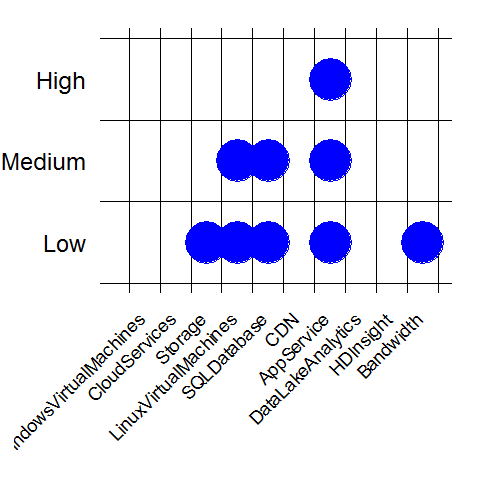 High
Medium
Low
ndowsVirtualMachines
CloudServices
Storage
LinuxVirtualMachines
SQLDatabase
CDN
AppService
DataLakeAnalytics
HDInsight
Bandwidth